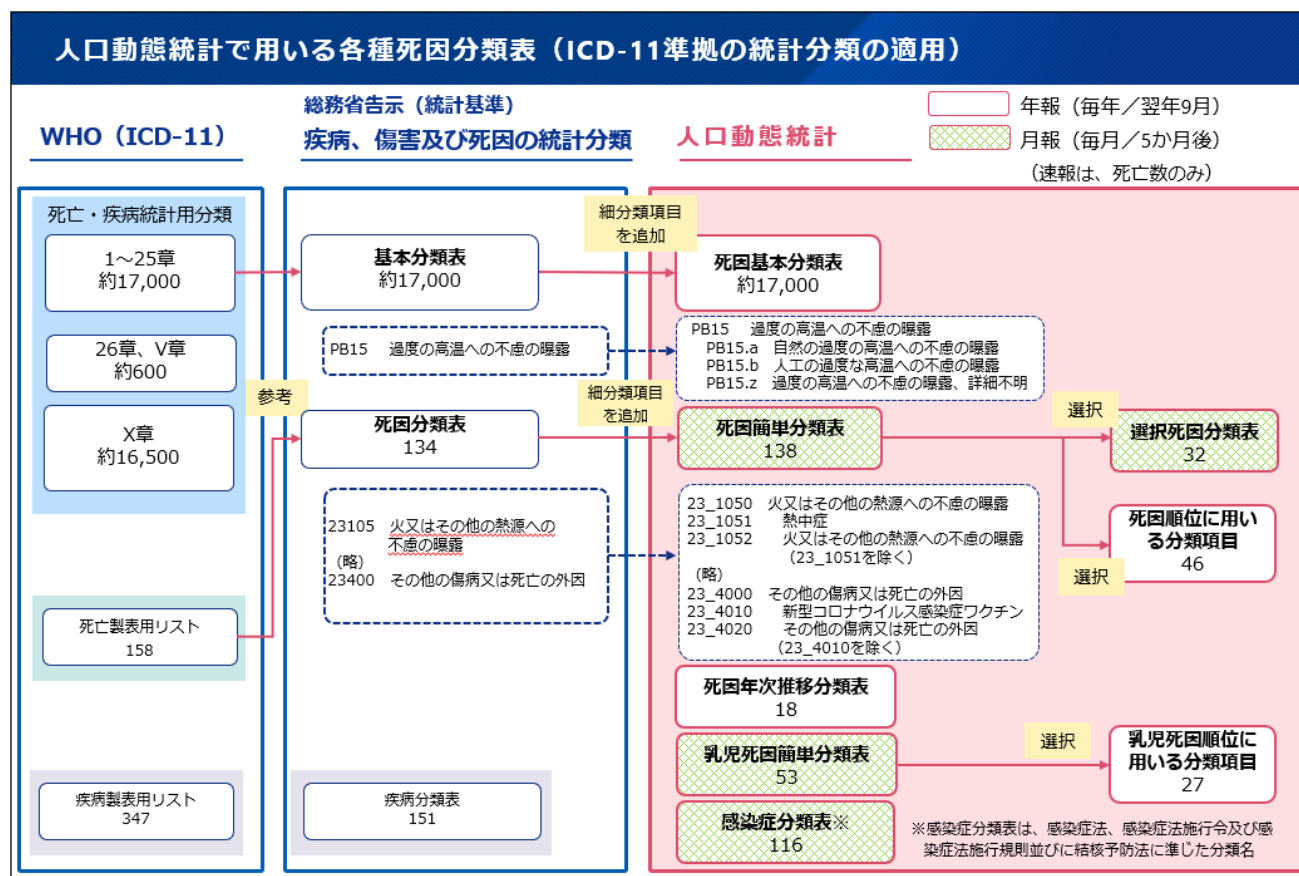 人口動態統計で用いる各種死因分類表（ICD-11準拠の統計分類の適用）
WHO（ICD-11）
総務省告示（統計基準）
疾病、傷害及び死因の統計分類
人口動態統計
年報（毎年／翌年9月）
月報（毎月／5か月後）
（速報は、死亡数のみ）
死亡・疾病統計用分類
1～25章
約17,000
26章、V章
約600
X章
約16,500
参考
死亡製表用リスト
158
疾病製表用リスト
347
基本分類表
約17,000
PB15　過度の高温への不慮の曝露
死因分類表
134
23105　火又はその他の熱源への
不慮の曝露
（略）
23400　その他の傷病又は死亡の外因
疾病分類表
151
細分類項目
を追加
死因基本分類表
約17,000
PB15　過度の高温への不慮の曝露
PB15.a　自然の過度の高温への不慮の曝露
PB15.b　人工の過度な高温への不慮の曝露
PB15.z　過度の高温への不慮の曝露、詳細不明
細分類項目
を追加
死因簡単分類表
138
選択
選択死因分類表
32
23_1050　火又はその他の熱源への不慮の曝露
23_1051　熱中症
23_1052　火又はその他の熱源への不慮の曝露
（23_1051を除く）
（略）
23_4000　その他の傷病又は死亡の外因
23_4010　新型コロナウイルス感染症ワクチン
23_4020　その他の傷病又は死亡の外因
（23_4010を除く）
死因順位に用い
る分類項目
46
選択
死因年次推移分類表
18
乳児死因簡単分類表
53
選択
乳児死因順位に
用いる分類項目
27
感染症分類表※
116
※感染症分類表は、感染症法、感染症法施行令及び感
染症法施行規則並びに結核予防法に準じた分類名